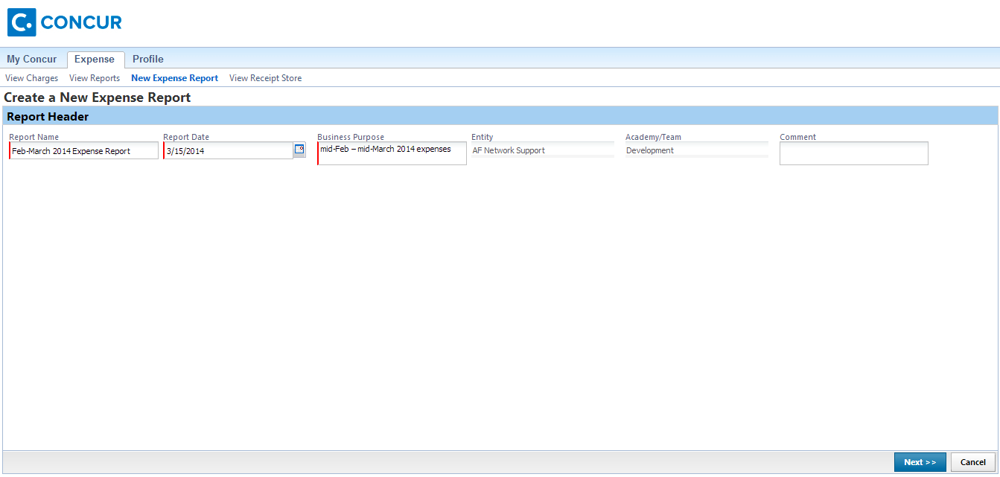 C. CONCUR
My Concur Expense Profile
View Charges View Reports New Expense Report View Receipt Store
Create a New Expense Report
Report Header
Report Name Report Date Business Purpose Entity Academy/Team Comment
Feb-March 2014 Expense Report 3/15/2014 mid-Feb – mid-March 2014 expenses AF Network Support Development
Next >> Cancel